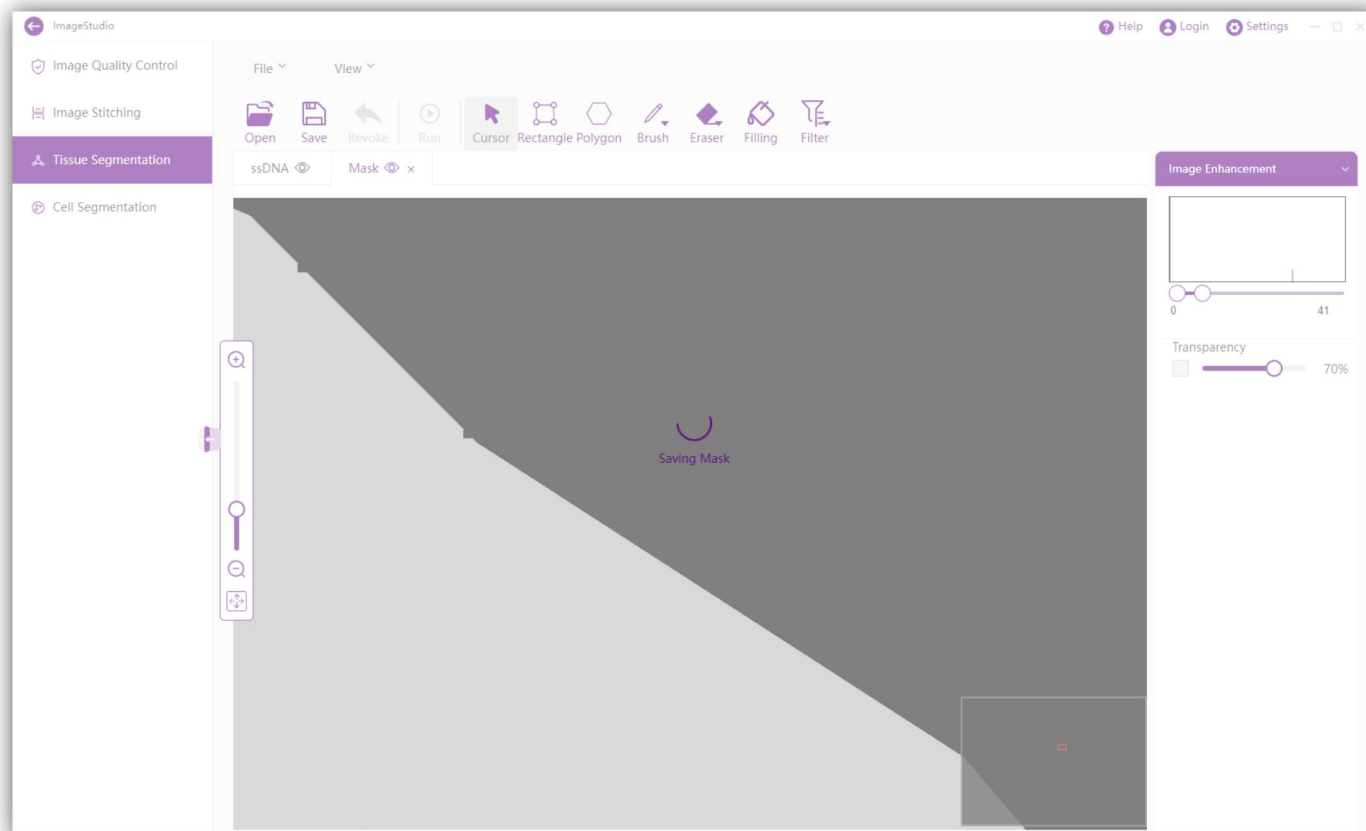 ImageStudio
Help Login Settings
Image Quality Control
Image Stitching
Tissue Segmentation
Cell Segmentation
File View
Open Save Revoke Run Cursor Rectangle Polygon Brush Eraser Filling Filter
ssDNA Mask
Image Enhancement
0 41
Transparency
70%
Saving Mask